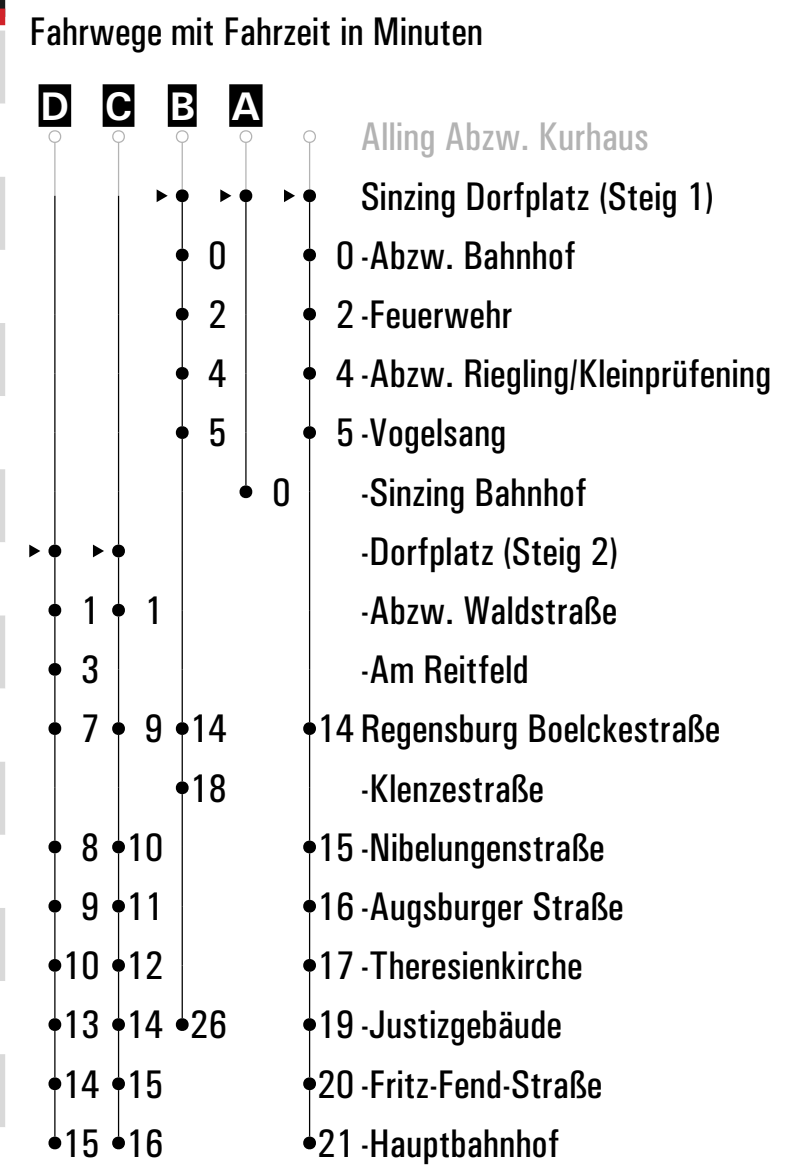 Fahrwege mit Fahrzeit in Minuten
D C B A
Alling Abzw. Kurhaus
Sinzing Dorfplatz (Steig 1)
0 0 -Abzw. Bahnhof
2 2 -Feuerwehr
4 4 -Abzw. Riegling/Kleinprüfening
5 5 -Vogelsang
0 -Sinzing Bahnhof
-Dorfplatz (Steig 2)
1 1 -Abzw. Waldstraße
3 -Am Reitfeld
7 9 14 14 Regensburg Boelckestraße
18 -Klenzestraße
8 10 15 -Nibelungenstraße
9 11 16 -Augsburger Straße
10 12 17 -Theresienkirche
13 14 26 19 -Justizgebäude
14 15 20 -Fritz-Fend-Straße
15 16 21 -Hauptbahnhof